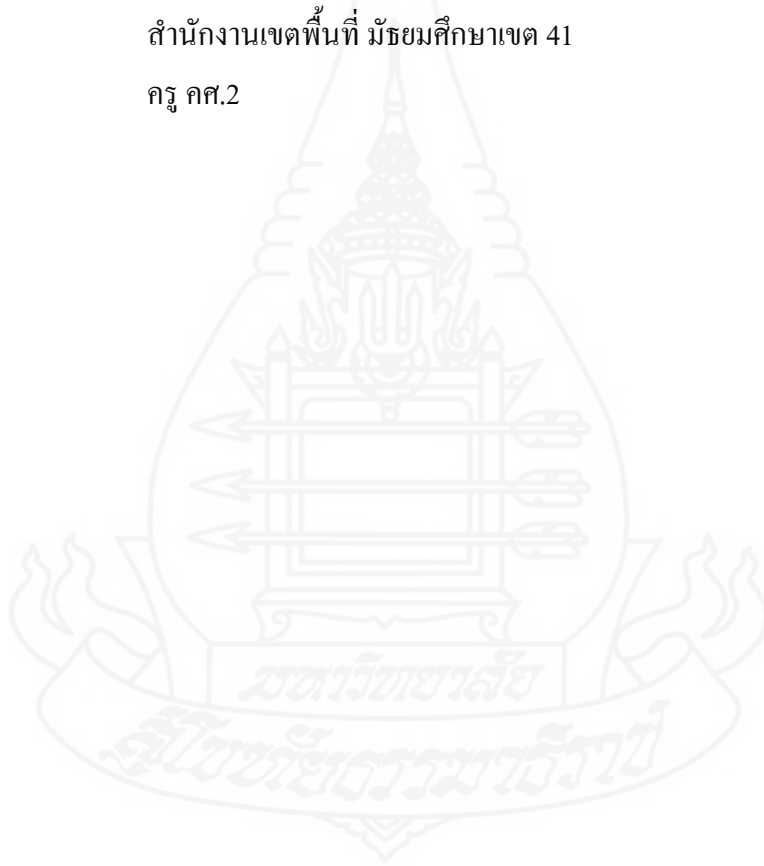 สำนักงานเขตพื้นที่ มัธยมศึกษาเขต 41
ครู คศ.2
มหาวิทยาลัย
สุโขทัยธรรมาธิราช